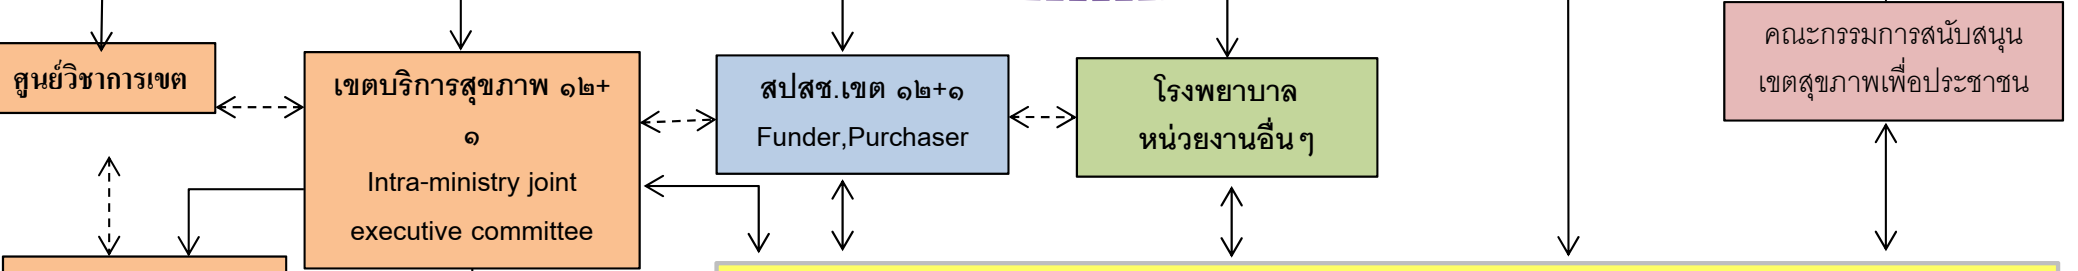 ศูนย์วิชาการเขต
เขตบริการสุขภาพ ๑๒+
๑
Intra-ministry joint
executive committee
สปสช.เขต ๑๒+๑
Funder,Purchaser
โรงพยาบาล
หน่วยงานอื่นๆ
คณะกรรมการสนับสนุน
เขตสุขภาพเพื่อประชาชน